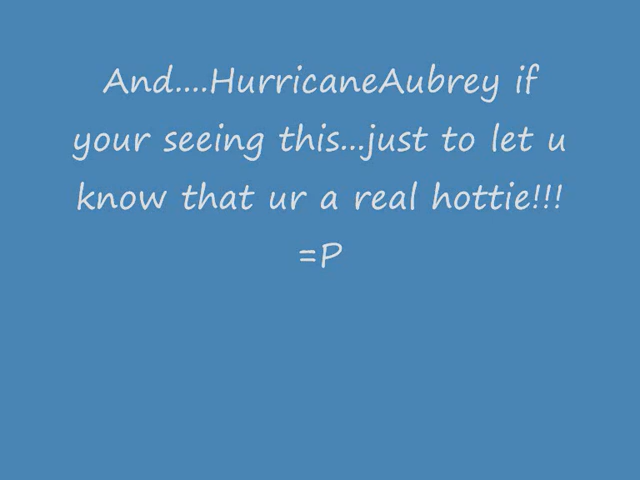 And....HurricaneAubrey if
your seeing this...just to let u
know that ur a real hottie!!!
=P